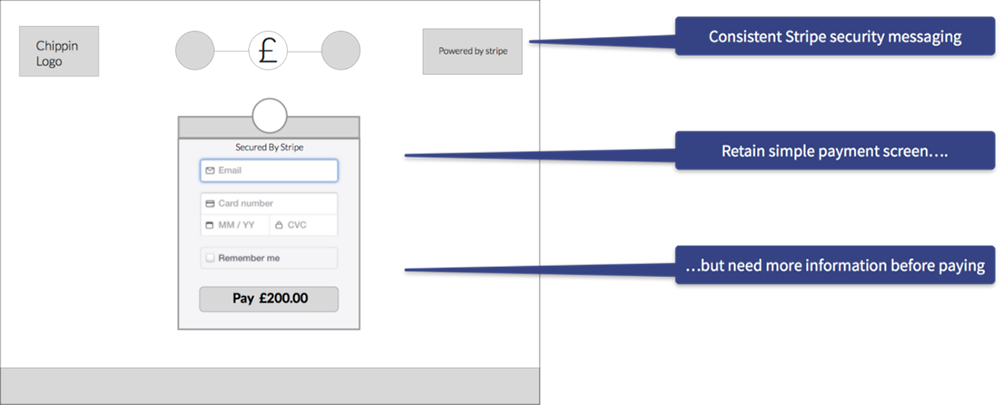 Chippin
Logo
£
Powered by stripe
Consistent Stripe security messaging
Secured By Stripe
Email
Retain simple payment screen….
Card number
MM / YY CVC
Remember me
…but need more information before paying
Pay £200.00